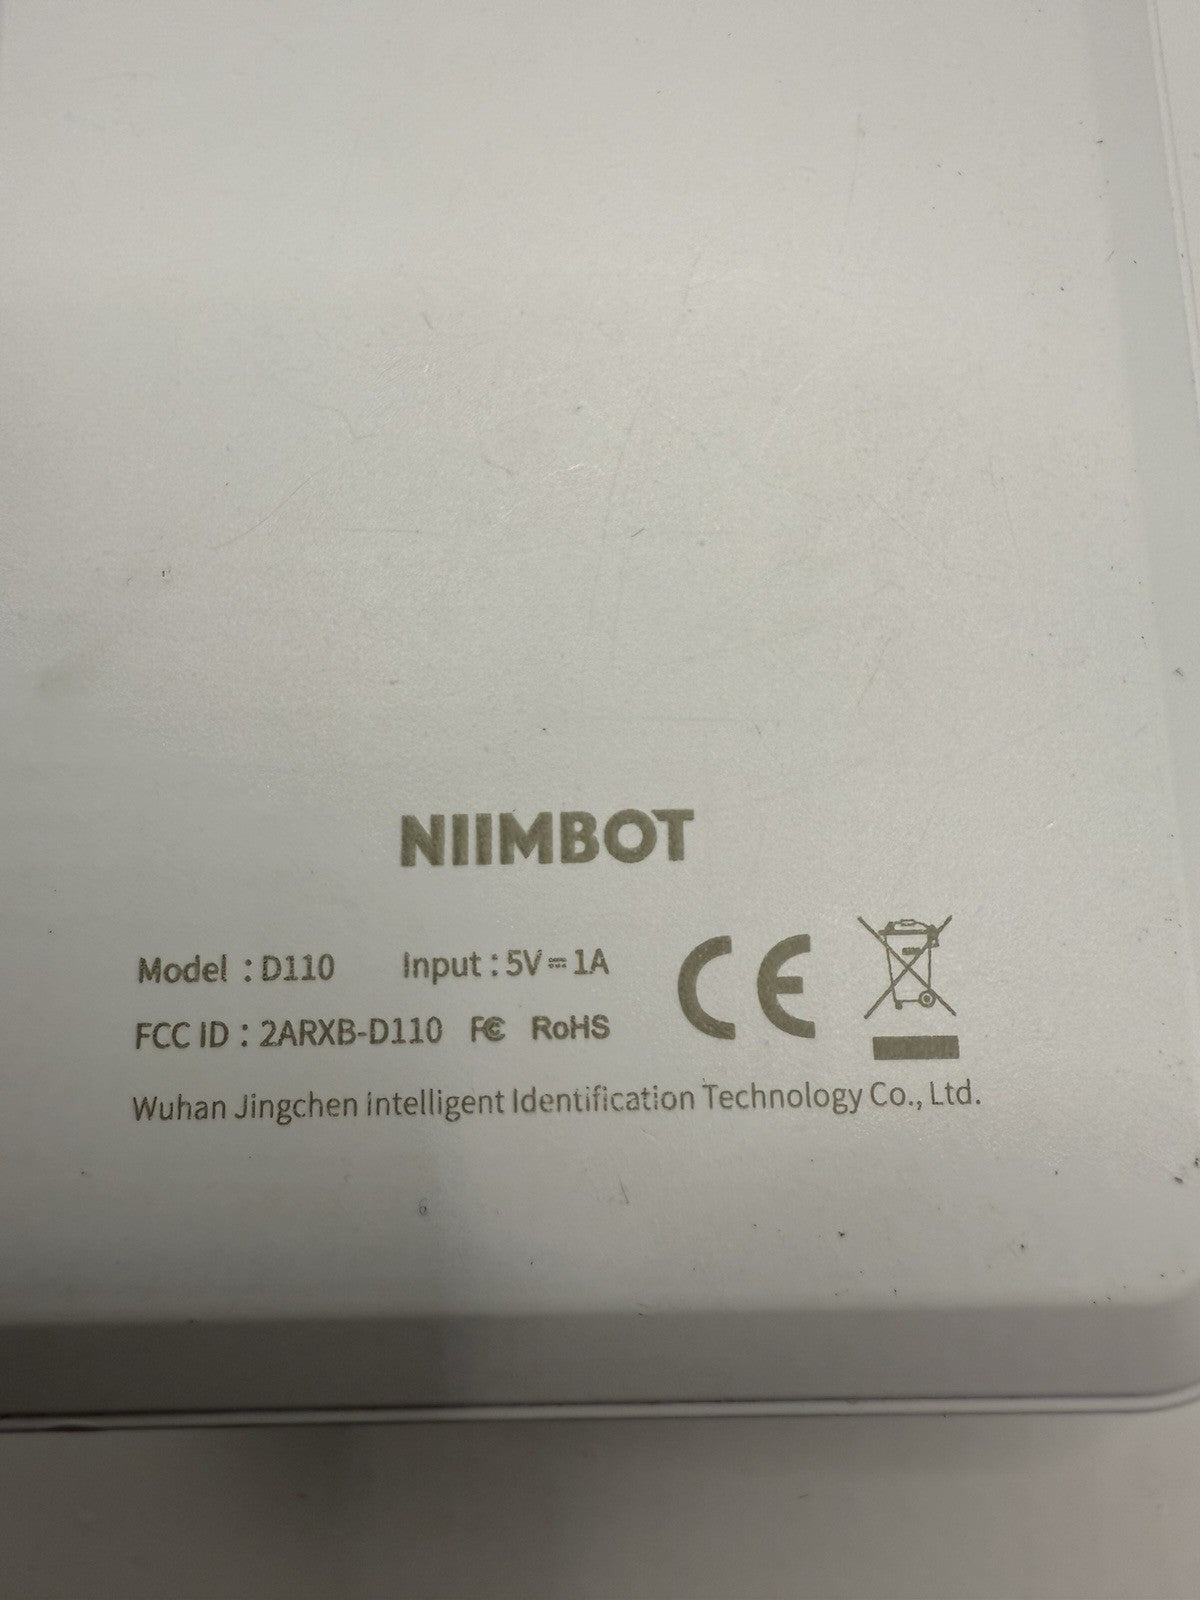 NIIMBOT
Model : D110 Input : 5V⎓1A
FCC ID : 2ARXB-D110 FC RoHS
CE
Wuhan Jingchen intelligent Identification Technology Co., Ltd.